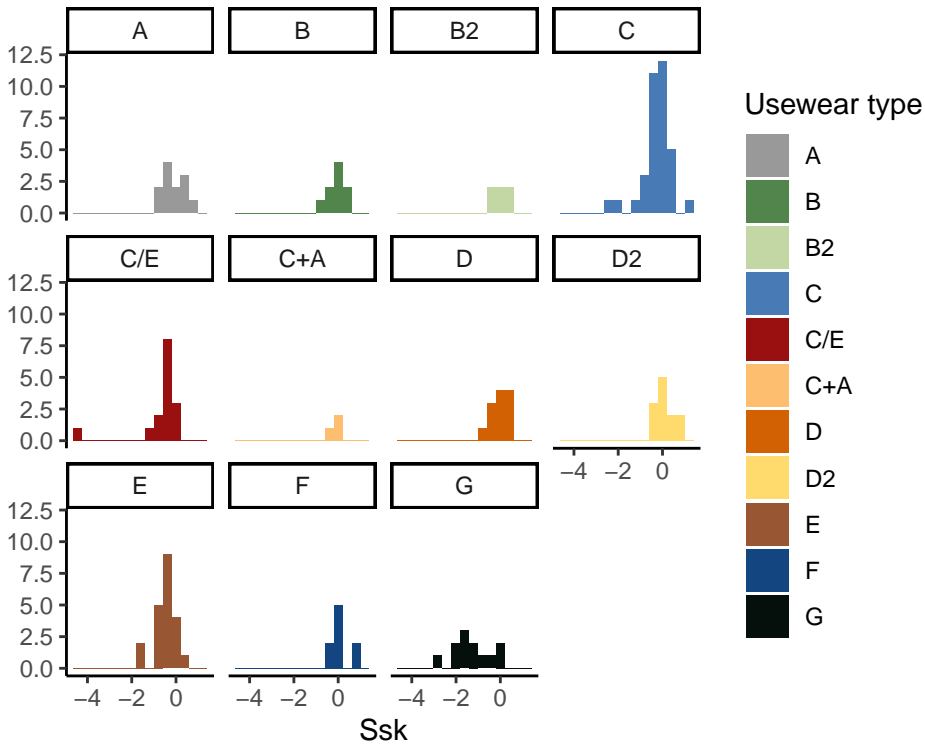 A B B2 C
12.5
10.0
7.5
5.0
2.5
0.0
C/E C+A D D2
12.5
10.0
7.5
5.0
2.5
0.0
−4 −2 0
E F G
12.5
10.0
7.5
5.0
2.5
0.0
−4 −2 0 −4 −2 0 −4 −2 0
Ssk
Usewear type
A
B
B2
C
C/E
C+A
D
D2
E
F
G